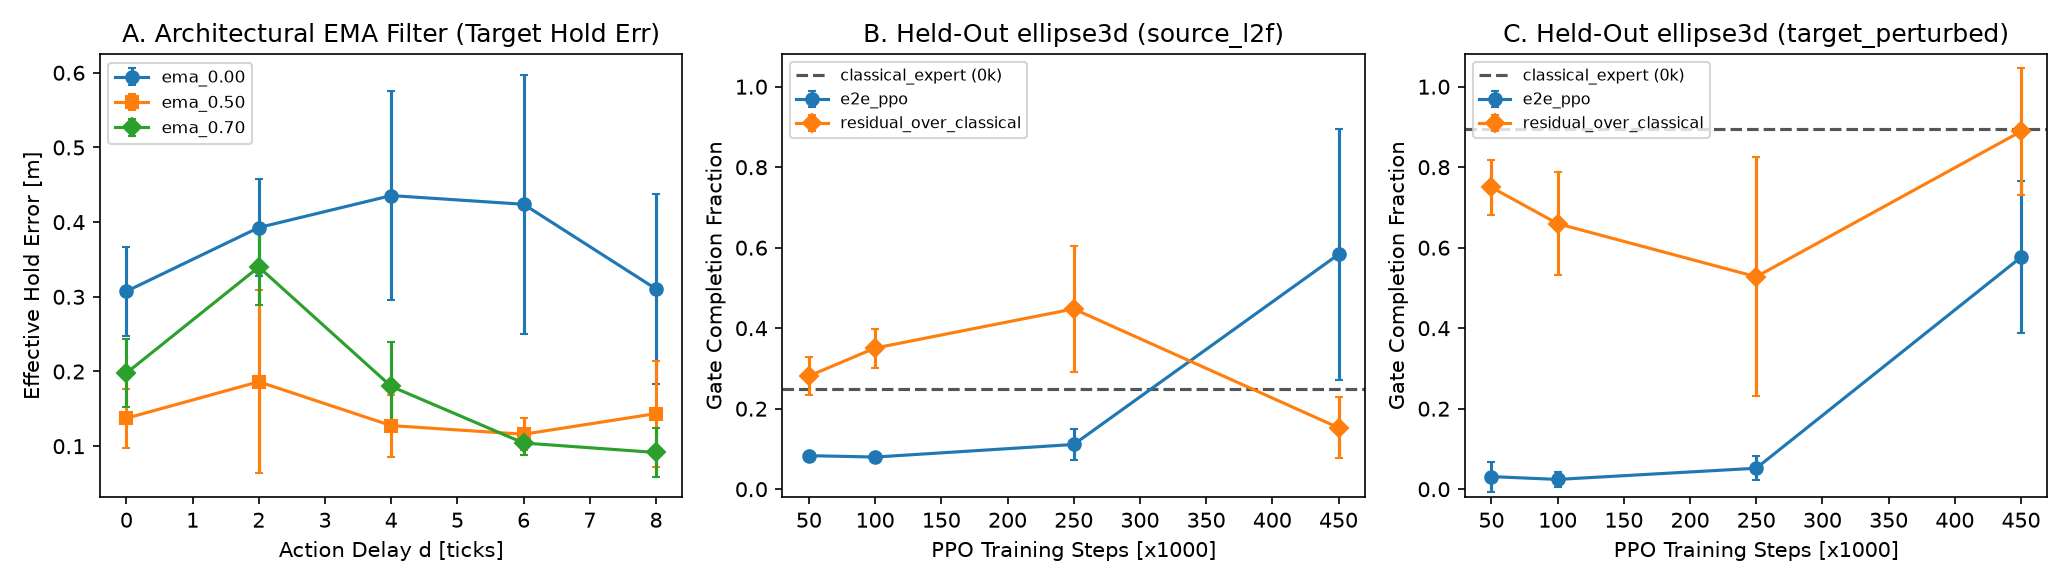 A. Architectural EMA Filter (Target Hold Err)
Effective Hold Error [m]
0.6
0.5
0.4
0.3
0.2
0.1
ema_0.00
ema_0.50
ema_0.70
0 1 2 3 4 5 6 7 8
Action Delay d [ticks]
B. Held-Out ellipse3d (source_l2f)
Gate Completion Fraction
1.0
0.8
0.6
0.4
0.2
0.0
classical_expert (0k)
e2e_ppo
residual_over_classical
50 100 150 200 250 300 350 400 450
PPO Training Steps [x1000]
C. Held-Out ellipse3d (target_perturbed)
Gate Completion Fraction
1.0
0.8
0.6
0.4
0.2
0.0
classical_expert (0k)
e2e_ppo
residual_over_classical
50 100 150 200 250 300 350 400 450
PPO Training Steps [x1000]